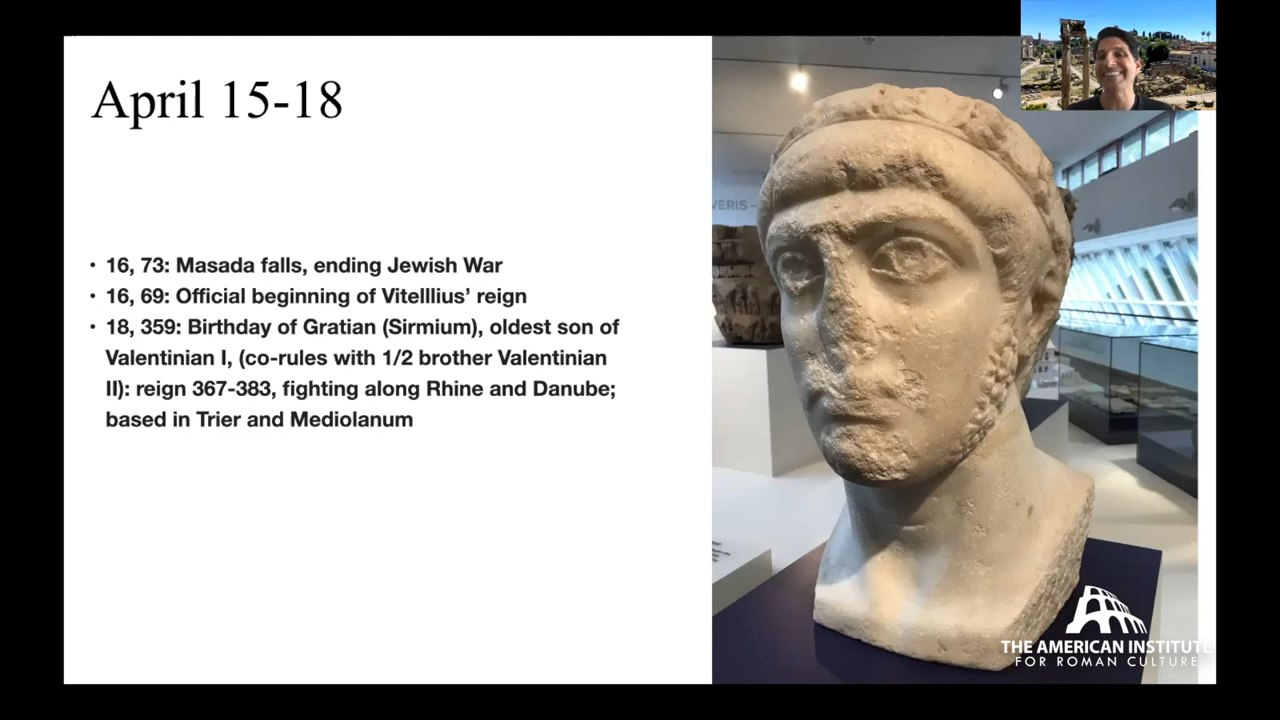 April 15-18
• 16, 73: Masada falls, ending Jewish War
• 16, 69: Official beginning of Vitelllius’ reign
• 18, 359: Birthday of Gratian (Sirmium), oldest son of
Valentinian I, (co-rules with 1/2 brother Valentinian
II): reign 367-383, fighting along Rhine and Danube;
based in Trier and Mediolanum
VERIS –
THE AMERICAN INSTITUTE
FOR ROMAN CULTURE